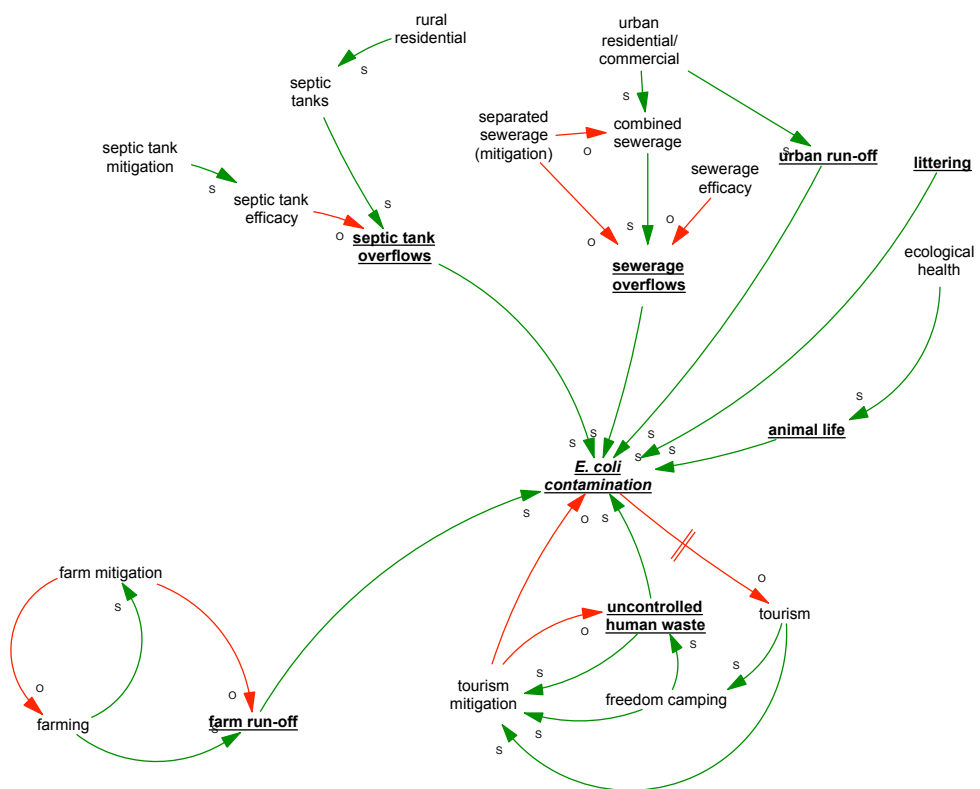 rural
residential
urban
residential/
commercial
S
septic
tanks
S
separated
sewerage
(mitigation)
combined
sewerage
O
septic tank
mitigation
S
urban run-off
littering
sewerage
efficacy
S
septic tank
efficacy
S
O
septic tank
overflows
S
O
O
sewerage
overflows
ecological
health
S
animal life
S
S
S
S
S
S
E. coli
contamination
S
O
S
farm mitigation
S
O
tourism
uncontrolled
human waste
O
S
O
farming
O
farm run-off
S
tourism
mitigation
S
S
freedom camping
S
S